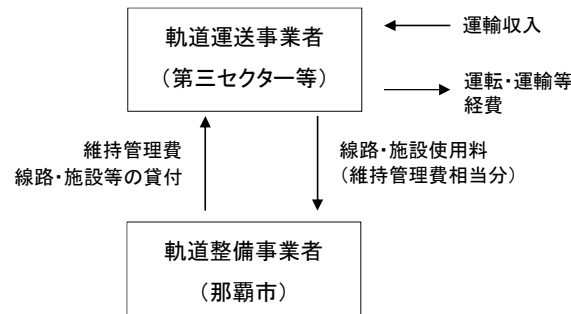 軌道運送事業者
（第三セクター等）
運輸収入
運転・運輸等
経費
維持管理費
線路・施設等の貸付
線路・施設使用料
（維持管理費相当分）
軌道整備事業者
（那覇市）